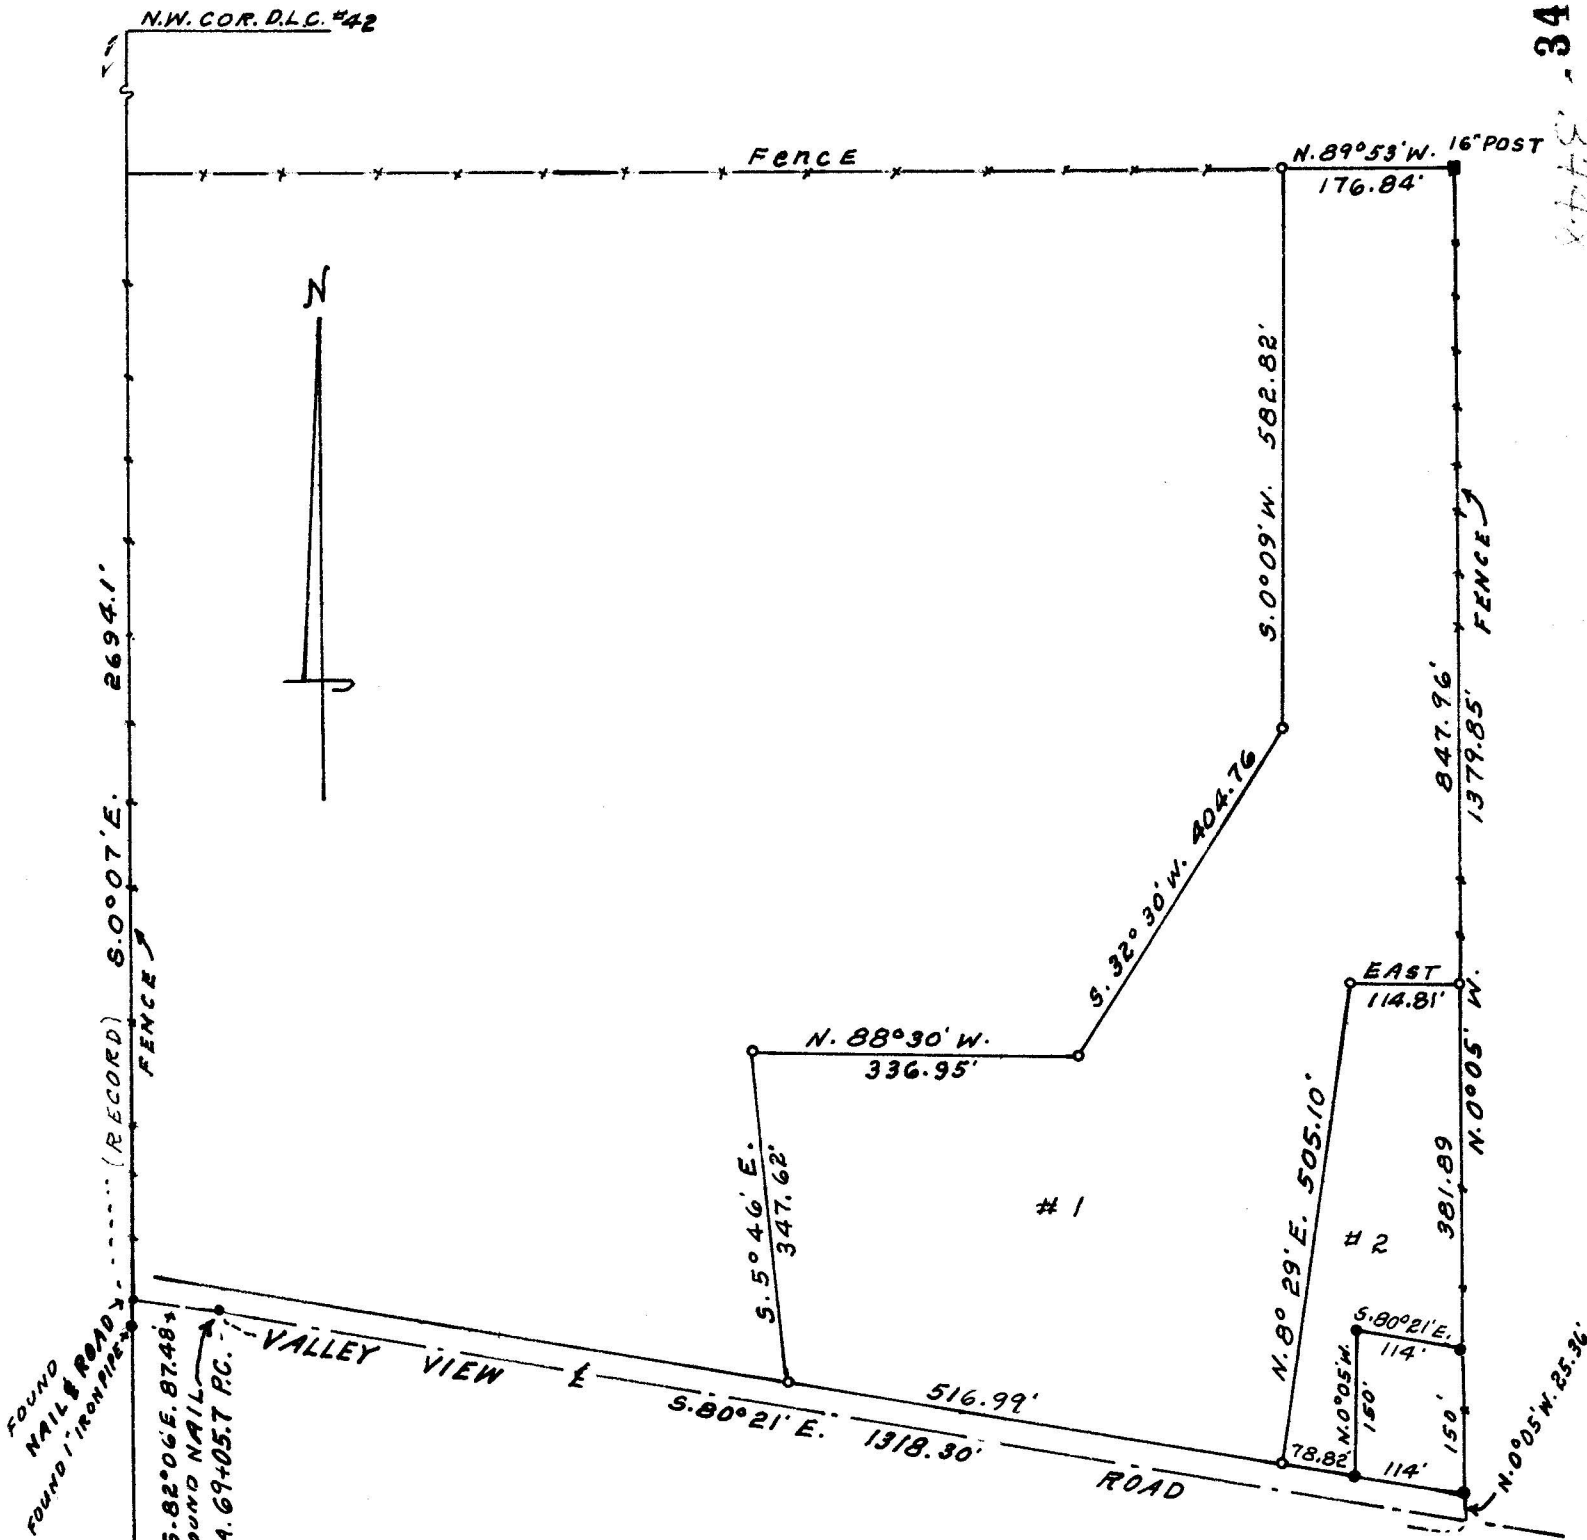 N.W. COR. D.L.C. #42
34
Fence
N.89°53'W.
176.84'
16" POST
N
S.0°09'W. 582.82'
FENCE
847.96'
1379.85'
N.0°05'W.
2694.1'
S.0°07'E.
(RECORD)
FENCE
S.32°30'W. 404.76
EAST
114.81'
N.88°30'W.
336.95'
S.5°46'E.
347.62'
# 1
N.8°29'E. 505.10'
# 2
381.89
S.80°21'E.
114'
N.0°05'W.
150'
150'
FOUND
NAIL & ROAD
FOUND 1" IRON PIPE
S.82°06'E. 87.48
FOUND NAIL
69+05.7 P.C.
VALLEY VIEW ℄
S.80°21'E. 1318.30'
ROAD
516.99'
78.82'
114'
N.0°05'W. 25.36'